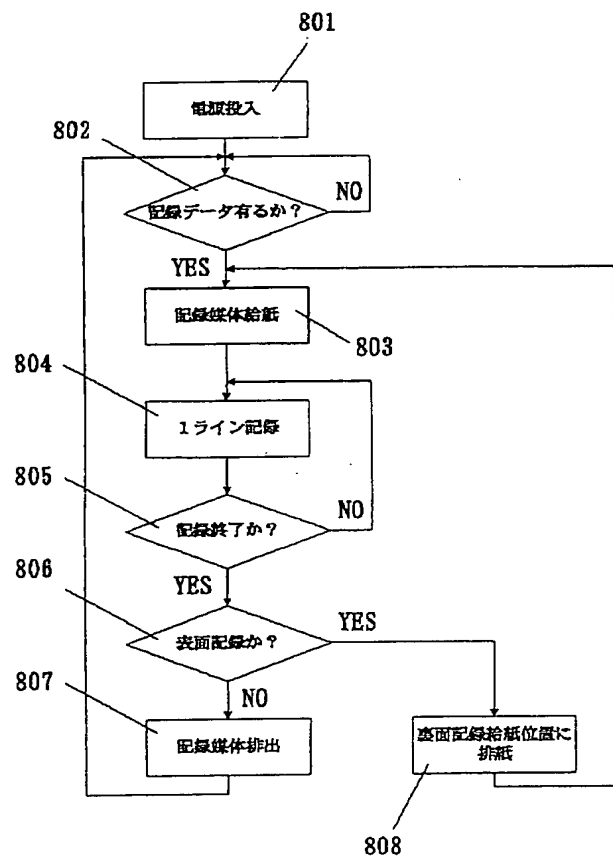 801
電源投入
802
NO
記録データ有るか？
YES
記録媒体給紙
803
804
1ライン記録
805
NO
記録終了か？
806
YES
YES
表面記録か？
807
NO
記録媒体排出
裏面記録給紙位置に
排紙
808